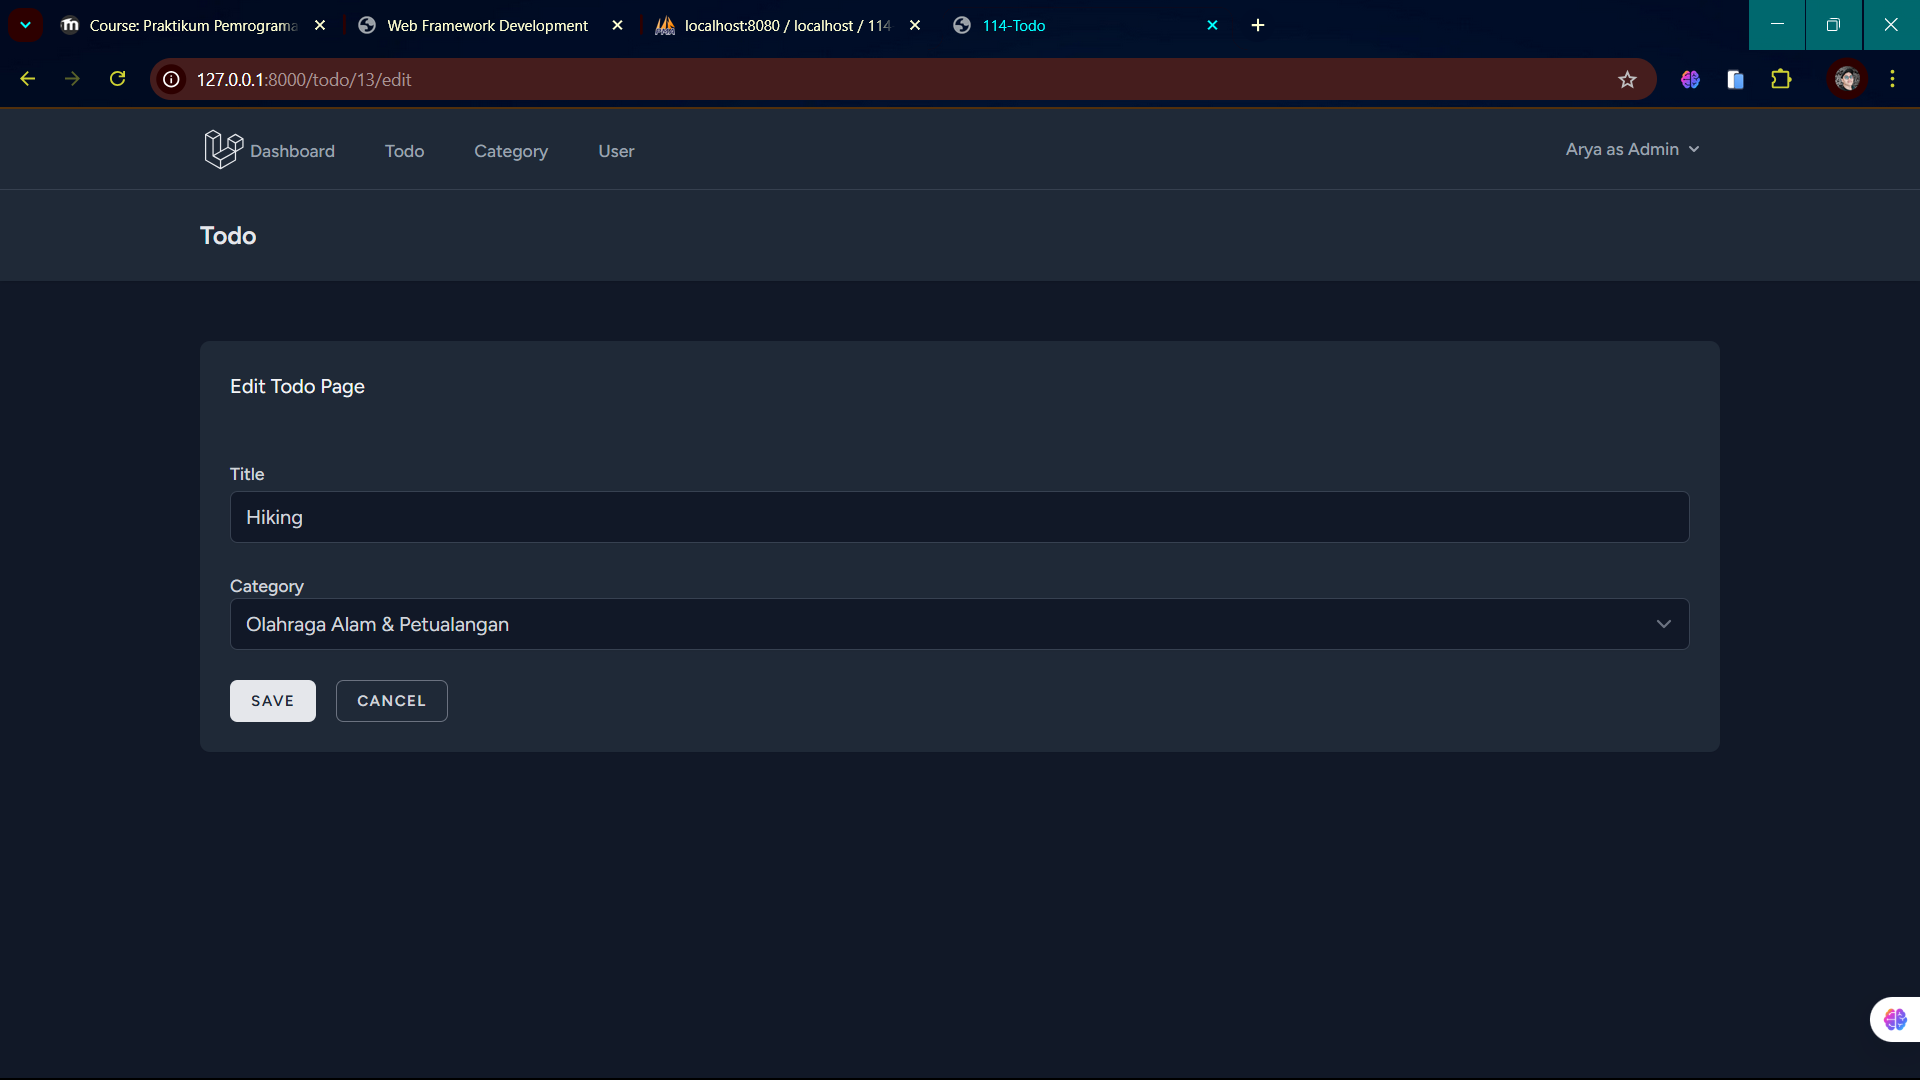 Course: Praktikum Pemrograma
Web Framework Development
localhost:8080 / localhost / 114
114-Todo
127.0.0.1:8000/todo/13/edit
Dashboard
Todo
Category
User
Arya as Admin
Todo
Edit Todo Page
Title
Hiking
Category
Olahraga Alam & Petualangan
SAVE
CANCEL